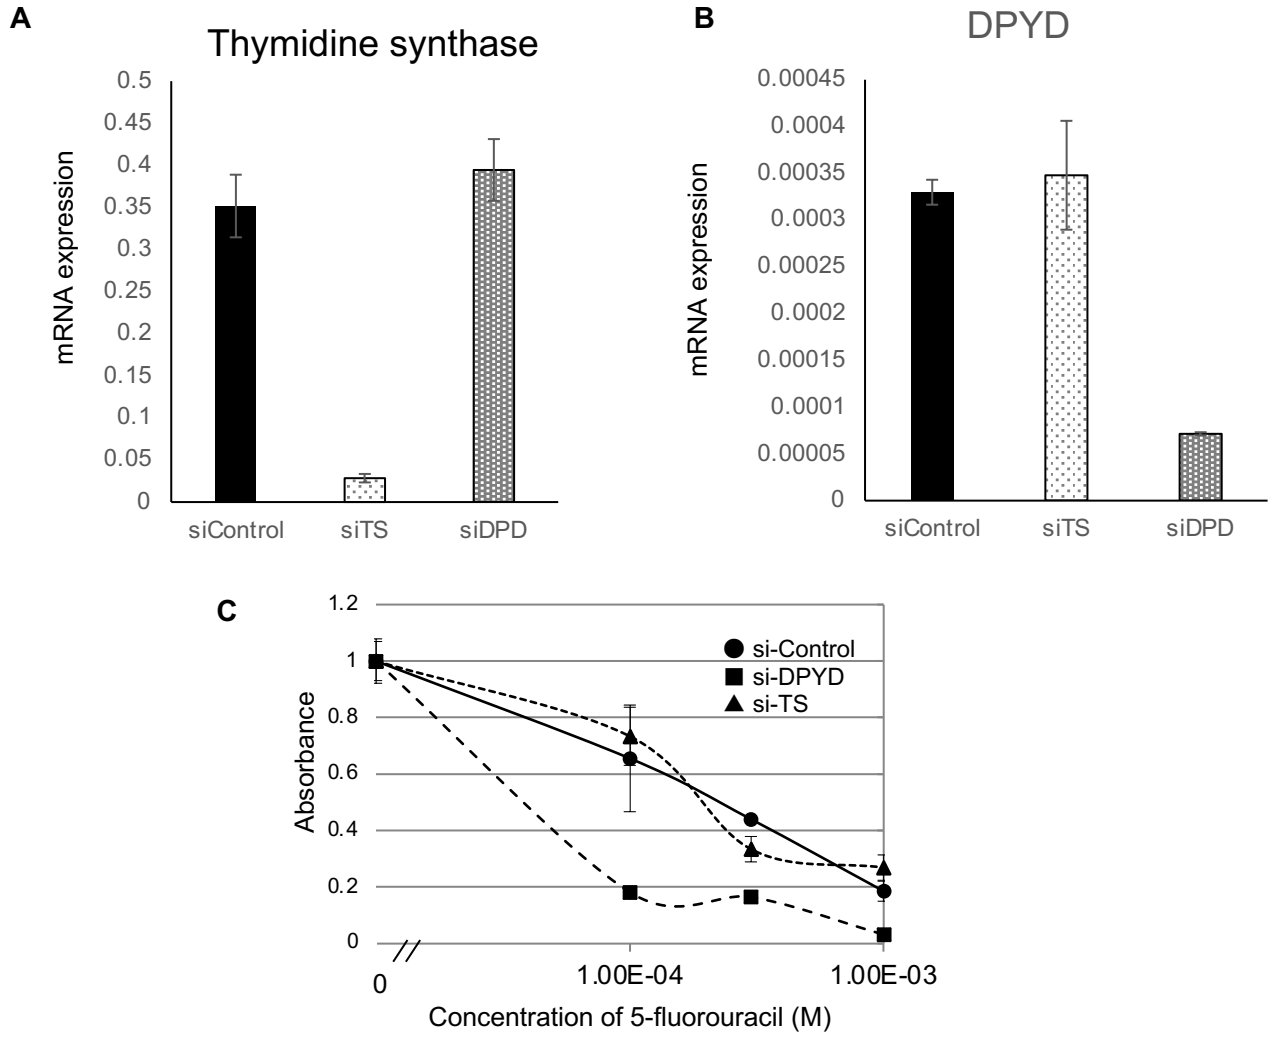 A
Thymidine synthase
0.5
0.45
0.4
0.35
0.3
0.25
0.2
0.15
0.1
0.05
0
mRNA expression
siControl siTS siDPD
B
DPYD
0.00045
0.0004
0.00035
0.0003
0.00025
0.0002
0.00015
0.0001
0.00005
0
mRNA expression
siControl siTS siDPD
C
1.2
1
0.8
0.6
0.4
0.2
0
Absorbance
si-Control
si-DPYD
si-TS
0 1.00E-04 1.00E-03
Concentration of 5-fluorouracil (M)